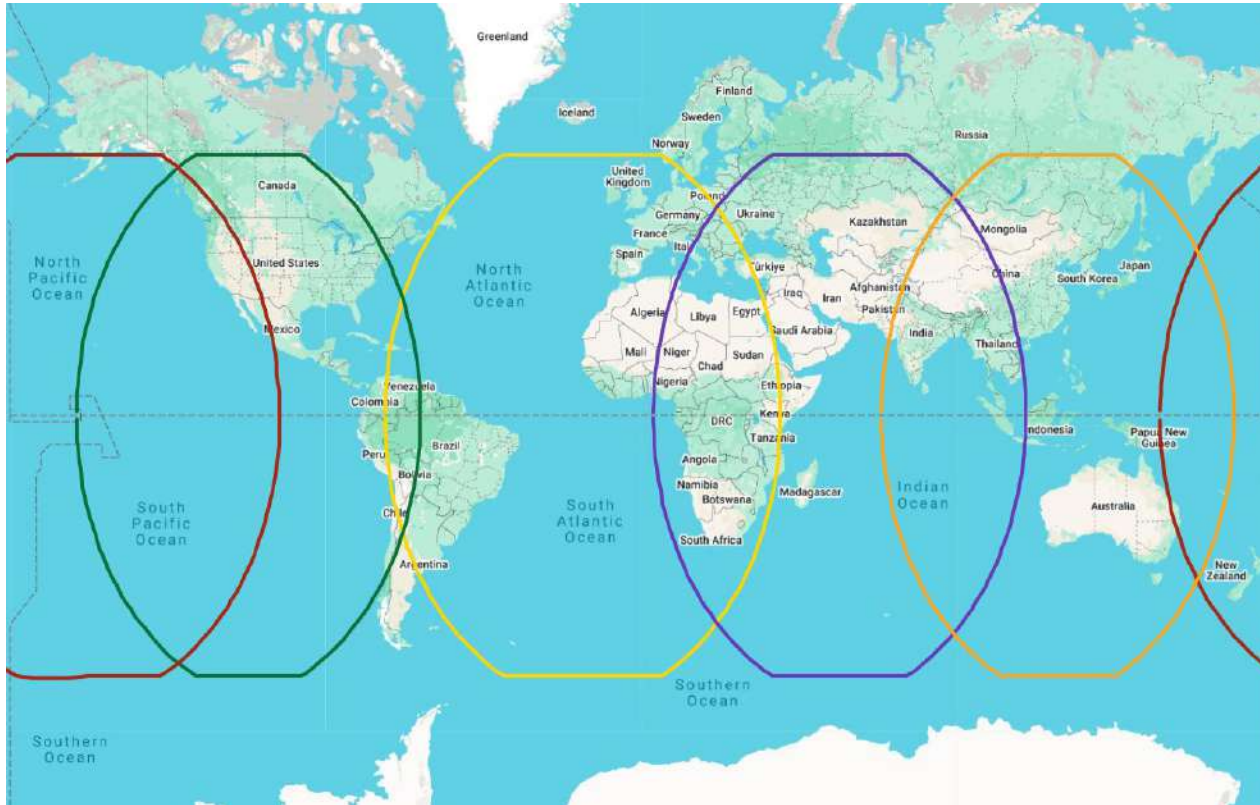 Greenland
Iceland
Finland
Sweden
Norway
Russia
Canada
United
Kingdom
Poland
Germany
Ukraine
Kazakhstan
France
Mongolia
North
Pacific
Ocean
United States
North
Atlantic
Ocean
Spain
Ital
Türkiye
China
Japan
South Korea
Afghanistan
Iraq
Iran
Pakistan
Algeria
Libya
Egypt
Mexico
Saudi Arabia
India
Mali
Niger
Chad
Sudan
Thailand
Nigeria
Venezuela
Ethiopia
Colombia
DRC
Kenya
Indonesia
Papua New
Guinea
Brazil
Tanzania
Peru
Angola
Bolivia
Namibia
Botswana
Madagascar
Indian
Ocean
South
Pacific
Ocean
South
Atlantic
Ocean
Chile
Australia
South Africa
Argentina
New
Zealand
Southern
Ocean
Southern
Ocean